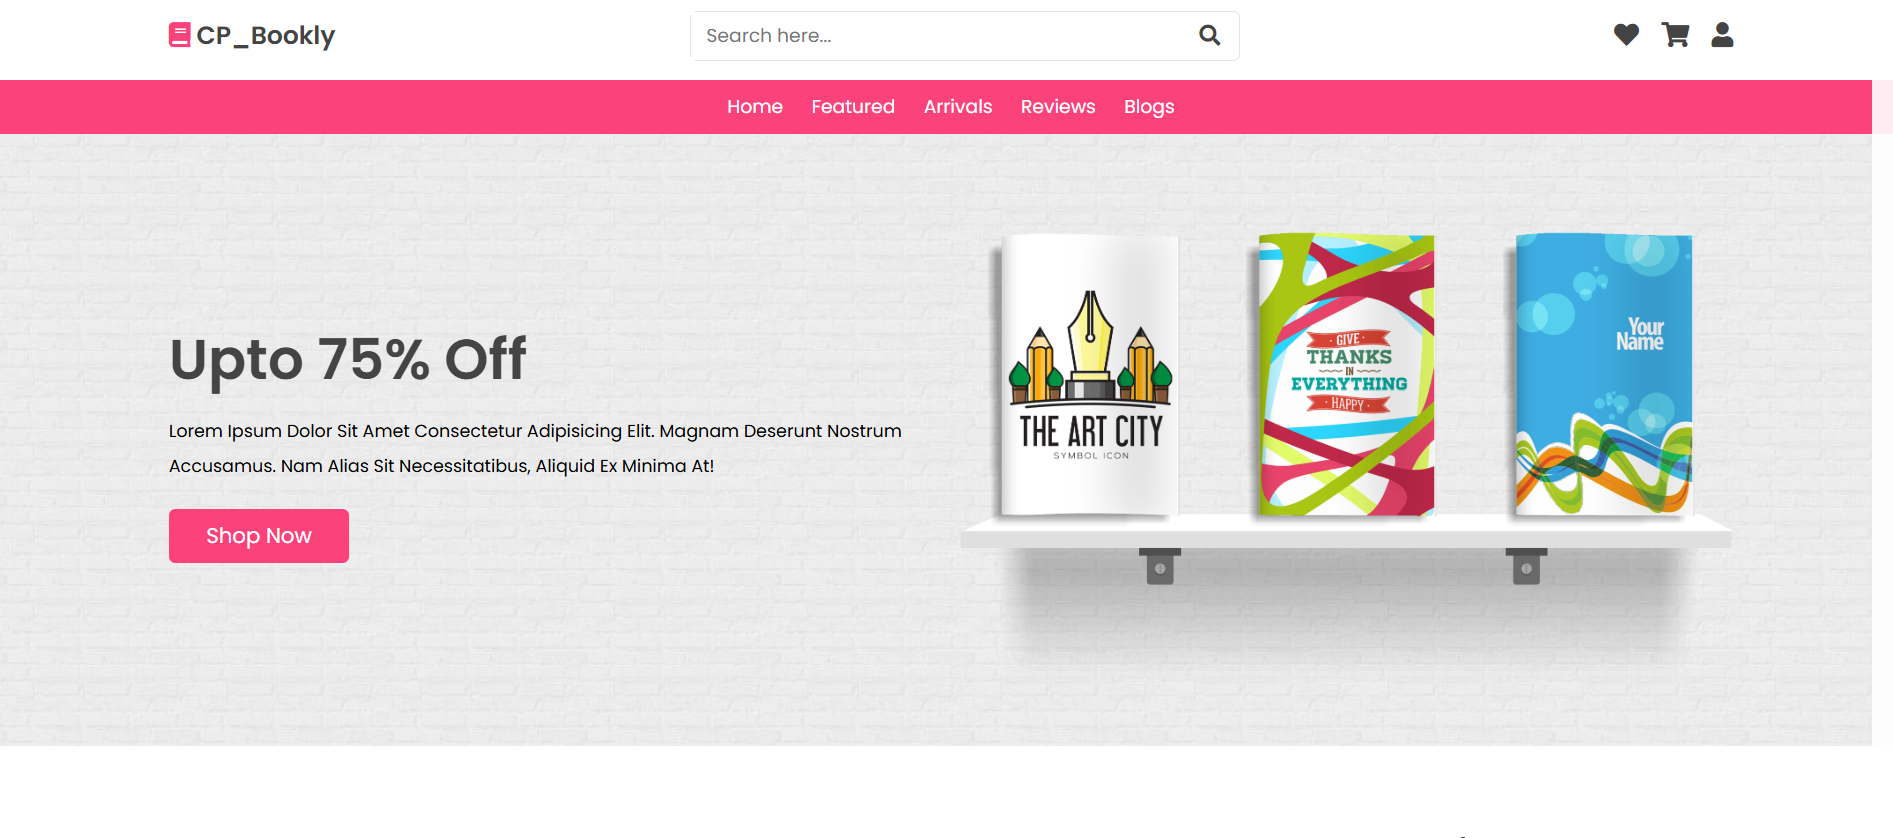 CP_Bookly
Search here...
Home Featured Arrivals Reviews Blogs
Upto 75% Off
Lorem Ipsum Dolor Sit Amet Consectetur Adipisicing Elit. Magnam Deserunt Nostrum
Accusamus. Nam Alias Sit Necessitatibus, Aliquid Ex Minima At!
Shop Now
THE ART CITY
SYMBOL ICON
· GIVE ·
THANKS
IN
EVERYTHING
· HAPPY ·
Your
Name